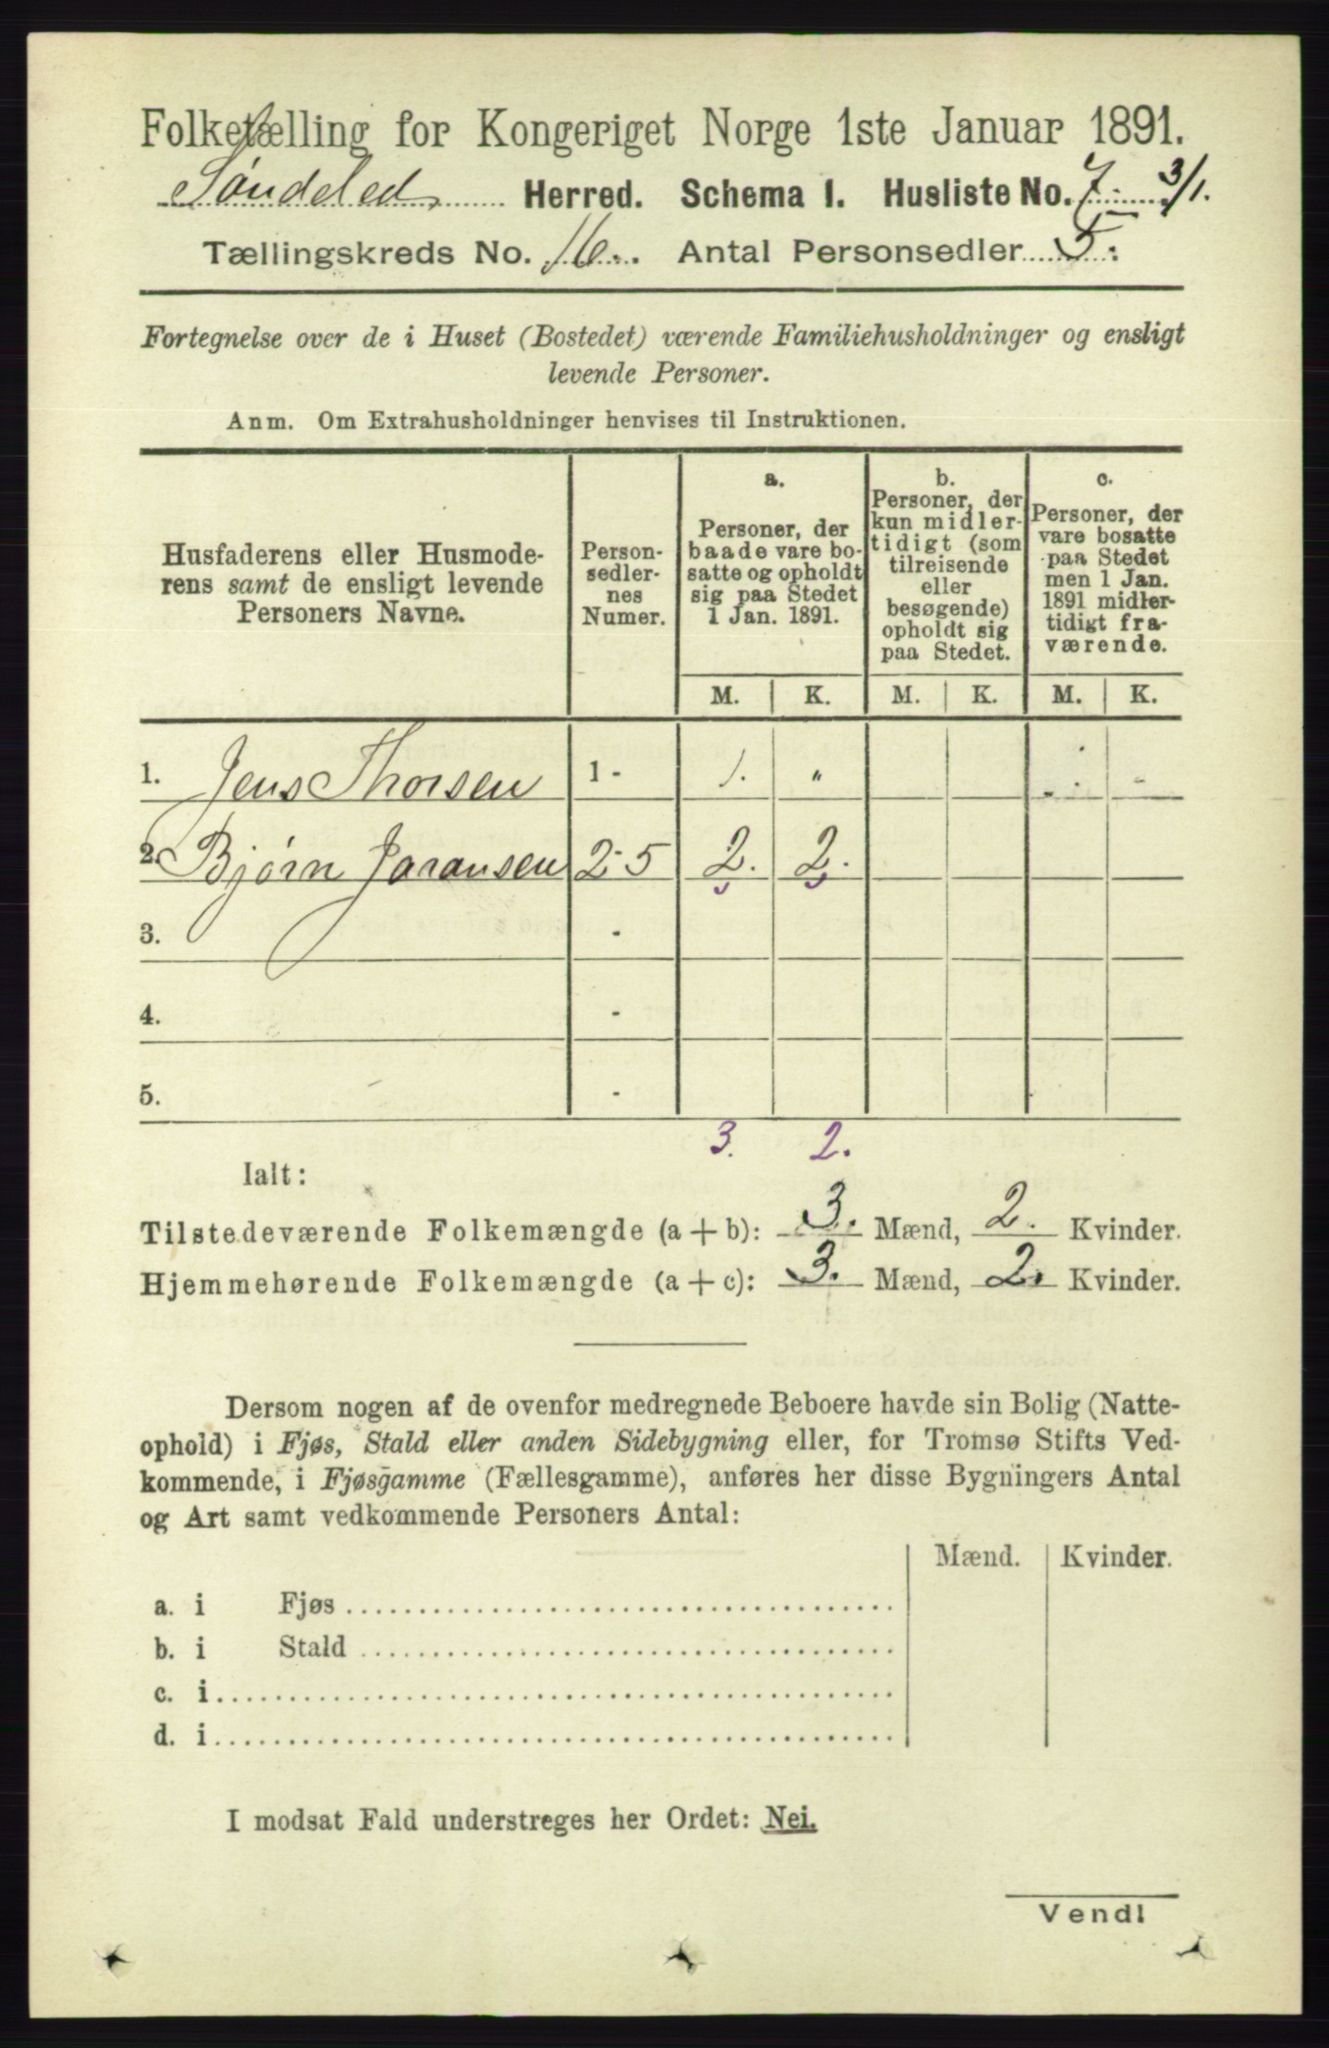 Folketælling for Kongeriget Norge 1ste Januar 1891.
Søndeled Herred. Schema I. Husliste No. 7. 3/1.
Tællingskreds No. 16. Antal Personsedler 5.
Fortegnelse over de i Huset (Bostedet) værende Familiehusholdninger og ensligt
levende Personer.
Anm. Om Extrahusholdninger henvises til Instruktionen.
Husfaderens eller Husmode-
rens samt de ensligt levende
Personers Navne.
Person-
sedler-
nes
Numer.
a.
Personer, der
baade vare bo-
satte og opholdt
sig paa Stedet
1 Jan. 1891.
b.
Personer, der
kun midler-
tidigt (som
tilreisende
eller
besøgende)
opholdt sig
paa Stedet.
c.
Personer, der
vare bosatte
paa Stedet
men 1 Jan.
1891 midler-
tidigt fra-
værende.
M. K. M. K. M. K.
1. Jens Thorsen 1 - 1. „
2. Bjørn Jaransen 2-5 2. 2.
3. -
4. -
5. -
3. 2.
Ialt:
Tilstedeværende Folkemængde (a + b): 3. Mænd, 2. Kvinder.
Hjemmehørende Folkemængde (a + c): 3. Mænd, 2. Kvinder.
Dersom nogen af de ovenfor medregnede Beboere havde sin Bolig (Natte-
ophold) i Fjøs, Stald eller anden Sidebygning eller, for Tromsø Stifts Ved-
kommende, i Fjøsgamme (Fællesgamme), anføres her disse Bygningers Antal
og Art samt vedkommende Personers Antal:
Mænd. Kvinder.
a. i Fjøs
b. i Stald
c. i
d. i
I modsat Fald understreges her Ordet: Nei.
Vend!